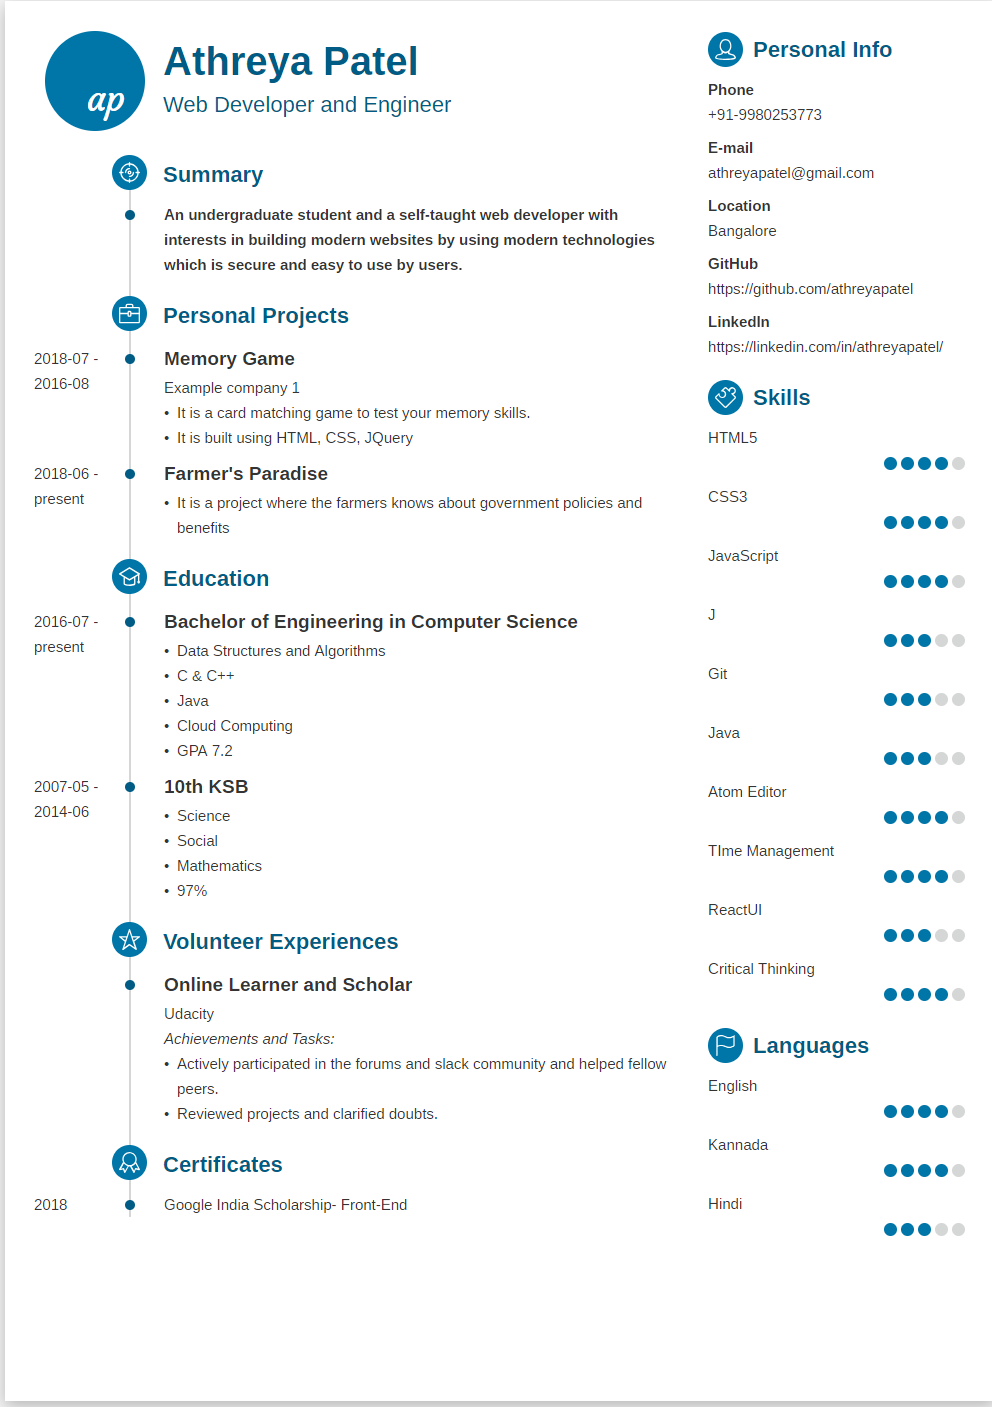 ap
Athreya Patel
Web Developer and Engineer
Summary
An undergraduate student and a self-taught web developer with
interests in building modern websites by using modern technologies
which is secure and easy to use by users.
Personal Projects
2018-07 -
2016-08
Memory Game
Example company 1
• It is a card matching game to test your memory skills.
• It is built using HTML, CSS, JQuery
2018-06 -
present
Farmer's Paradise
• It is a project where the farmers knows about government policies and
benefits
Education
2016-07 -
present
Bachelor of Engineering in Computer Science
• Data Structures and Algorithms
• C & C++
• Java
• Cloud Computing
• GPA 7.2
2007-05 -
2014-06
10th KSB
• Science
• Social
• Mathematics
• 97%
Volunteer Experiences
Online Learner and Scholar
Udacity
Achievements and Tasks:
• Actively participated in the forums and slack community and helped fellow
peers.
• Reviewed projects and clarified doubts.
Certificates
2018
Google India Scholarship- Front-End
Personal Info
Phone
+91-9980253773
E-mail
athreyapatel@gmail.com
Location
Bangalore
GitHub
https://github.com/athreyapatel
LinkedIn
https://linkedin.com/in/athreyapatel/
Skills
HTML5
CSS3
JavaScript
J
Git
Java
Atom Editor
TIme Management
ReactUI
Critical Thinking
Languages
English
Kannada
Hindi